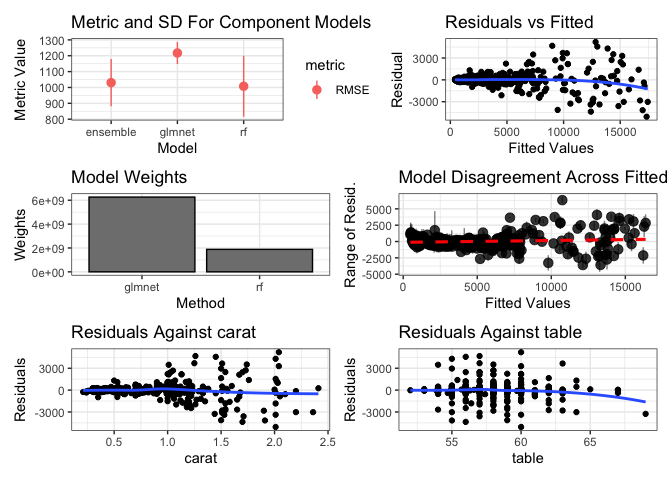 Metric and SD For Component Models
Metric Value
1300
1200
1100
1000
900
800
ensemble glmnet rf
Model
metric
RMSE
Residuals vs Fitted
Residual
3000
0
-3000
0 5000 10000 15000
Fitted Values
Model Weights
Weights
6e+09
4e+09
2e+09
0e+00
glmnet rf
Method
Model Disagreement Across Fitted
Range of Resid.
5000
2500
0
-2500
-5000
0 5000 10000 15000
Fitted Values
Residuals Against carat
Residuals
3000
0
-3000
0.5 1.0 1.5 2.0 2.5
carat
Residuals Against table
Residuals
3000
0
-3000
55 60 65
table